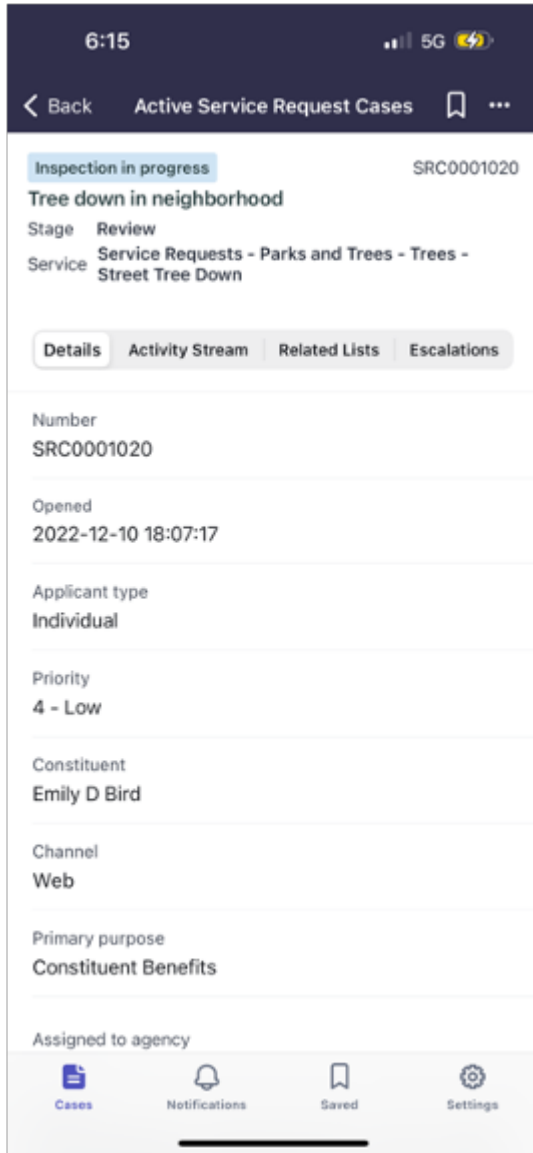 6:15 5G
Back Active Service Request Cases
Inspection in progress SRC0001020
Tree down in neighborhood
Stage Review
Service Service Requests - Parks and Trees - Trees -
Street Tree Down
Details Activity Stream Related Lists Escalations
Number
SRC0001020
Opened
2022-12-10 18:07:17
Applicant type
Individual
Priority
4 - Low
Constituent
Emily D Bird
Channel
Web
Primary purpose
Constituent Benefits
Assigned to agency
Cases Notifications Saved Settings